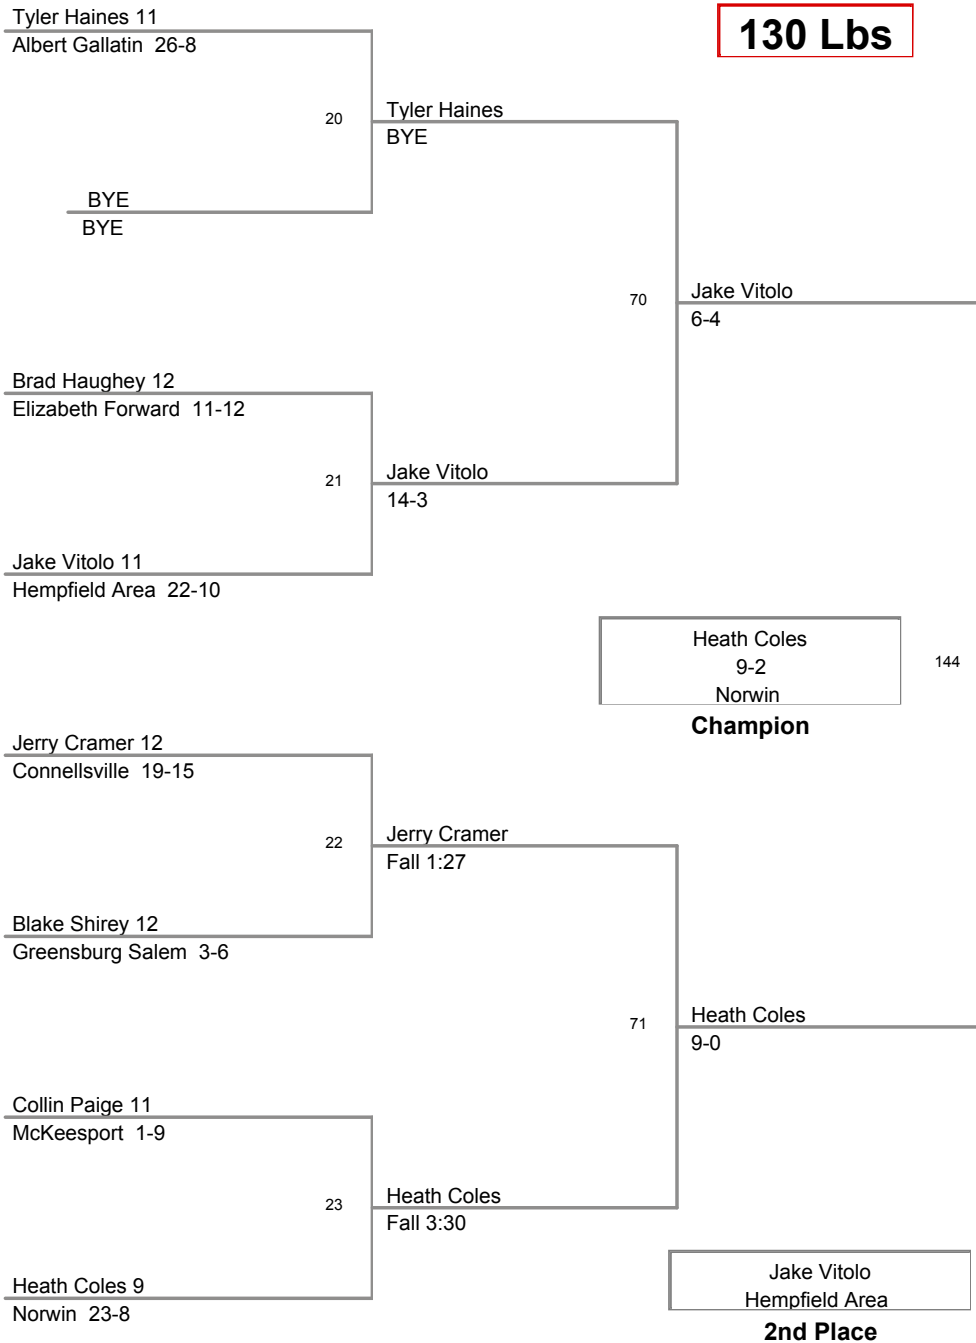 Tyler Haines 11
Albert Gallatin  26-8
130 Lbs
20
Tyler Haines
BYE
BYE
BYE
70
Jake Vitolo
6-4
Brad Haughey 12
Elizabeth Forward  11-12
21
Jake Vitolo
14-3
Jake Vitolo 11
Hempfield Area  22-10
Heath Coles
9-2
Norwin
144
Champion
Jerry Cramer 12
Connellsville  19-15
22
Jerry Cramer
Fall 1:27
Blake Shirey 12
Greensburg Salem  3-6
71
Heath Coles
9-0
Collin Paige 11
McKeesport  1-9
23
Heath Coles
Fall 3:30
Heath Coles 9
Norwin  23-8
Jake Vitolo
Hempfield Area
2nd Place